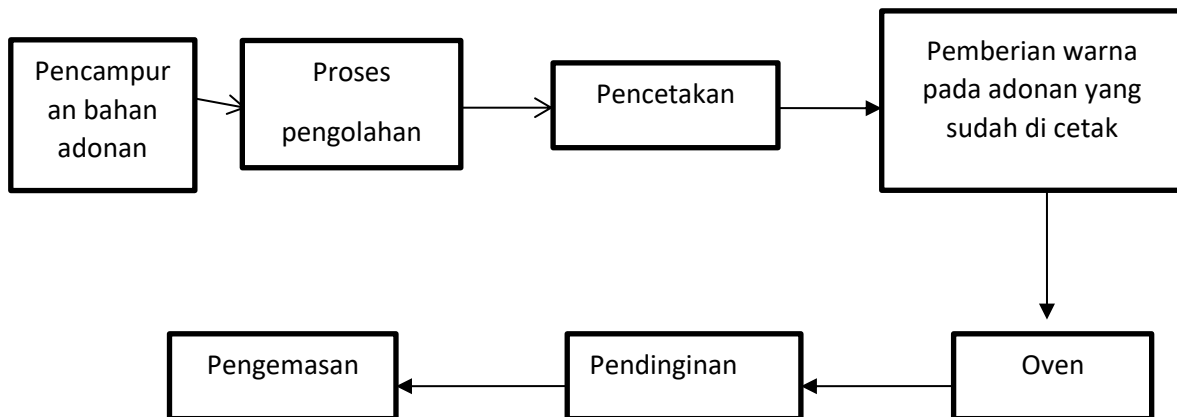 Pencampur
an bahan
adonan
Proses
pengolahan
Pencetakan
Pemberian warna
pada adonan yang
sudah di cetak
Oven
Pendinginan
Pengemasan